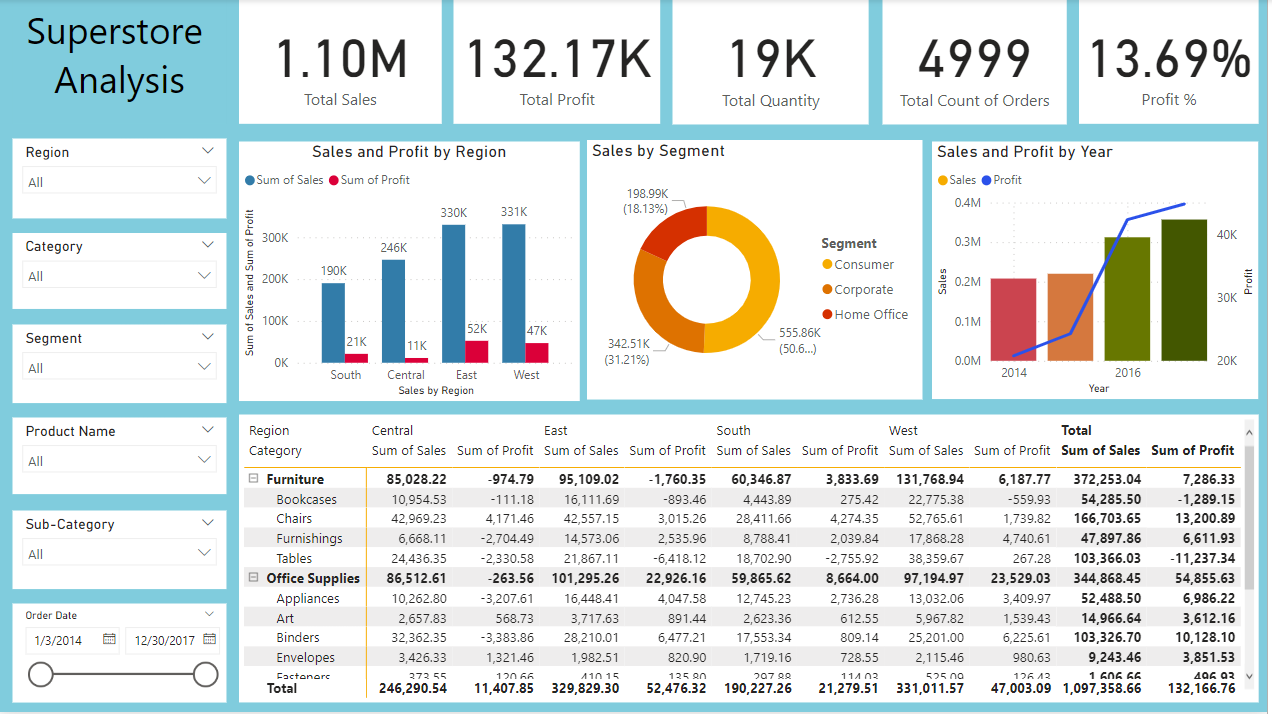 Superstore
Analysis
1.10M
Total Sales
132.17K
Total Profit
19K
Total Quantity
4999
Total Count of Orders
13.69%
Profit %
Region
All
Category
All
Segment
All
Product Name
All
Sub-Category
All
Order Date
1/3/2014 12/30/2017
Sales and Profit by Region
Sum of Sales Sum of Profit
Sum of Sales and Sum of Profit
300K
200K
100K
0K
190K
21K
246K
11K
330K
52K
331K
47K
South Central East West
Sales by Region
Sales by Segment
198.99K
(18.13%)
342.51K
(31.21%)
555.86K
(50.6...)
Segment
Consumer
Corporate
Home Office
Sales and Profit by Year
Sales Profit
Sales
0.4M
0.3M
0.2M
0.1M
0.0M
40K
30K
20K
Profit
2014 2016
Year
Region Central East South West Total
Category Sum of Sales Sum of Profit Sum of Sales Sum of Profit Sum of Sales Sum of Profit Sum of Sales Sum of Profit Sum of Sales Sum of Profit
Furniture 85,028.22 -974.79 95,109.02 -1,760.35 60,346.87 3,833.69 131,768.94 6,187.77 372,253.04 7,286.33
Bookcases 10,954.53 -111.18 16,111.69 -893.46 4,443.89 275.42 22,775.38 -559.93 54,285.50 -1,289.15
Chairs 42,969.23 4,171.46 42,557.15 3,015.26 28,411.66 4,274.35 52,765.61 1,739.82 166,703.65 13,200.89
Furnishings 6,668.11 -2,704.49 14,573.06 2,535.96 8,788.41 2,039.84 17,868.28 4,740.61 47,897.86 6,611.93
Tables 24,436.35 -2,330.58 21,867.11 -6,418.12 18,702.90 -2,755.92 38,359.67 267.28 103,366.03 -11,237.34
Office Supplies 86,512.61 -263.56 101,295.26 22,926.16 59,865.62 8,664.00 97,194.97 23,529.03 344,868.45 54,855.63
Appliances 10,262.80 -3,207.61 16,448.41 4,047.58 12,745.23 2,736.28 13,032.06 3,409.97 52,488.50 6,986.22
Art 2,657.83 568.73 3,717.63 891.44 2,623.36 612.55 5,967.82 1,539.43 14,966.64 3,612.16
Binders 32,362.35 -3,383.86 28,210.01 6,477.21 17,553.34 809.14 25,201.00 6,225.61 103,326.70 10,128.10
Envelopes 3,426.33 1,321.46 1,982.51 820.90 1,719.16 728.55 2,115.46 980.63 9,243.46 3,851.53
Fasteners 373.55 120.66 410.15 135.80 297.88 114.03 525.09 126.43 1,606.66 496.93
Total 246,290.54 11,407.85 329,829.30 52,476.32 190,227.26 21,279.51 331,011.57 47,003.09 1,097,358.66 132,166.76